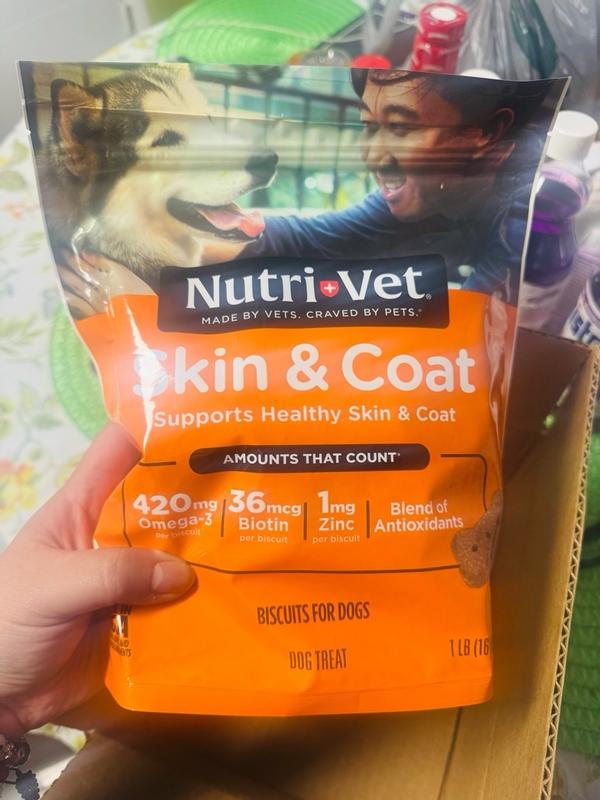 Nutri+Vet®
MADE BY VETS. CRAVED BY PETS.®
Skin & Coat
Supports Healthy Skin & Coat
AMOUNTS THAT COUNT®
420mg Omega-3 per biscuit
36mcg Biotin per biscuit
1mg Zinc per biscuit
Blend of Antioxidants
BISCUITS FOR DOGS
DOG TREAT
1 LB (16
IN